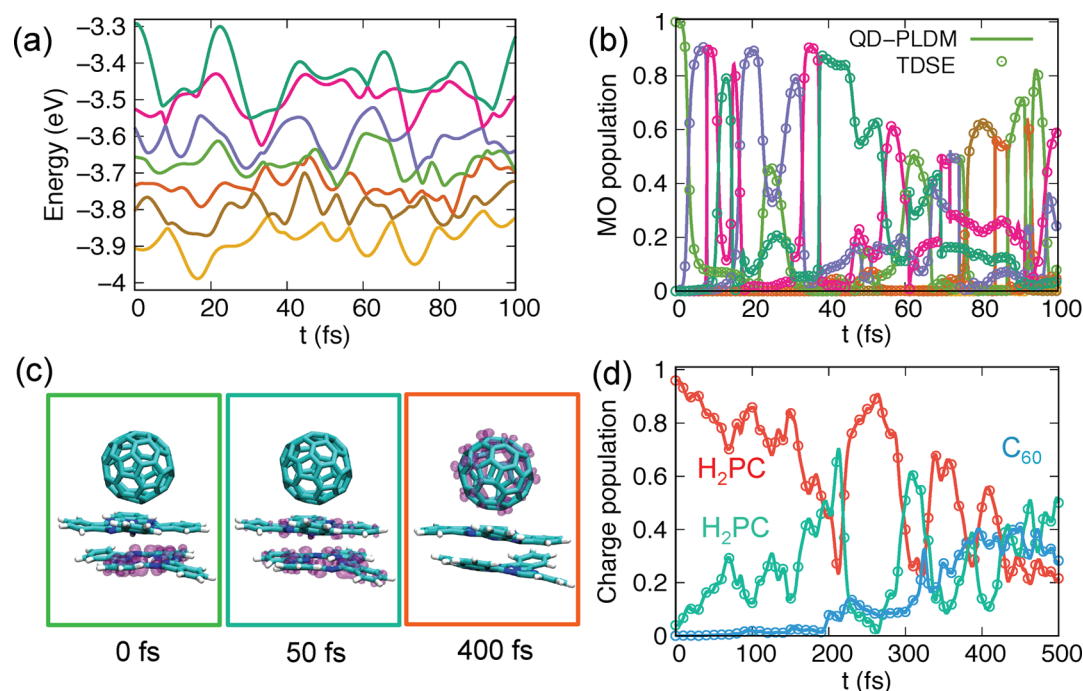 (a)
−3.3
−3.4
−3.5
−3.6
−3.7
−3.8
−3.9
−4
Energy (eV)
0 20 40 60 80 100
t (fs)
(b)
1
0.8
0.6
0.4
0.2
0
MO population
QD−PLDM
TDSE
0 20 40 60 80 100
t (fs)
(c)
0 fs 50 fs 400 fs
(d)
1
0.8
0.6
0.4
0.2
0
Charge population
H₂PC
H₂PC
C₆₀
0 100 200 300 400 500
t (fs)